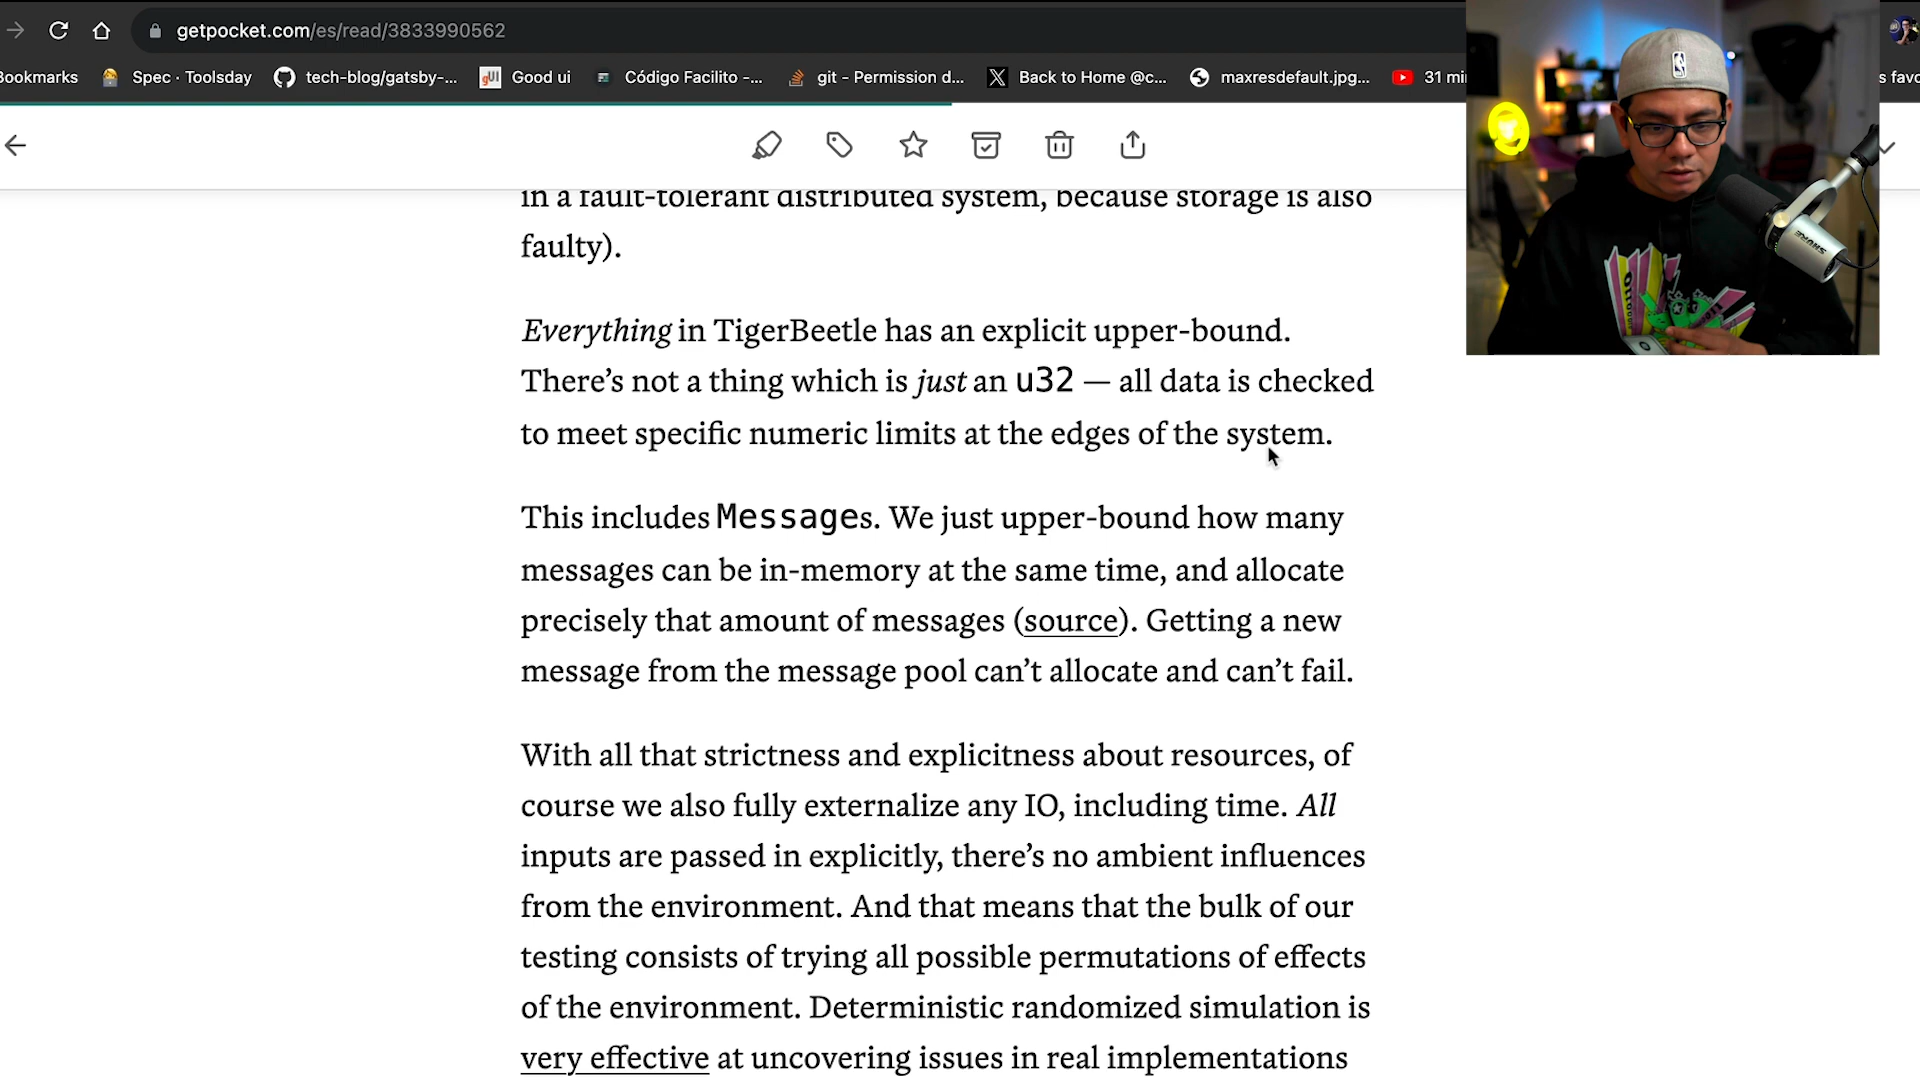 getpocket.com/es/read/3833990562
Bookmarks
Spec · Toolsday
tech-blog/gatsby-...
gUI Good ui
Código Facilito -...
git - Permission d...
Back to Home @c...
maxresdefault.jpg...
31 mi
s favo
in a fault-tolerant distributed system, because storage is also
faulty).
Everything in TigerBeetle has an explicit upper-bound.
There’s not a thing which is just an u32 — all data is checked
to meet specific numeric limits at the edges of the system.
This includes Messages. We just upper-bound how many
messages can be in-memory at the same time, and allocate
precisely that amount of messages (source). Getting a new
message from the message pool can’t allocate and can’t fail.
With all that strictness and explicitness about resources, of
course we also fully externalize any IO, including time. All
inputs are passed in explicitly, there’s no ambient influences
from the environment. And that means that the bulk of our
testing consists of trying all possible permutations of effects
of the environment. Deterministic randomized simulation is
very effective at uncovering issues in real implementations
SHURE